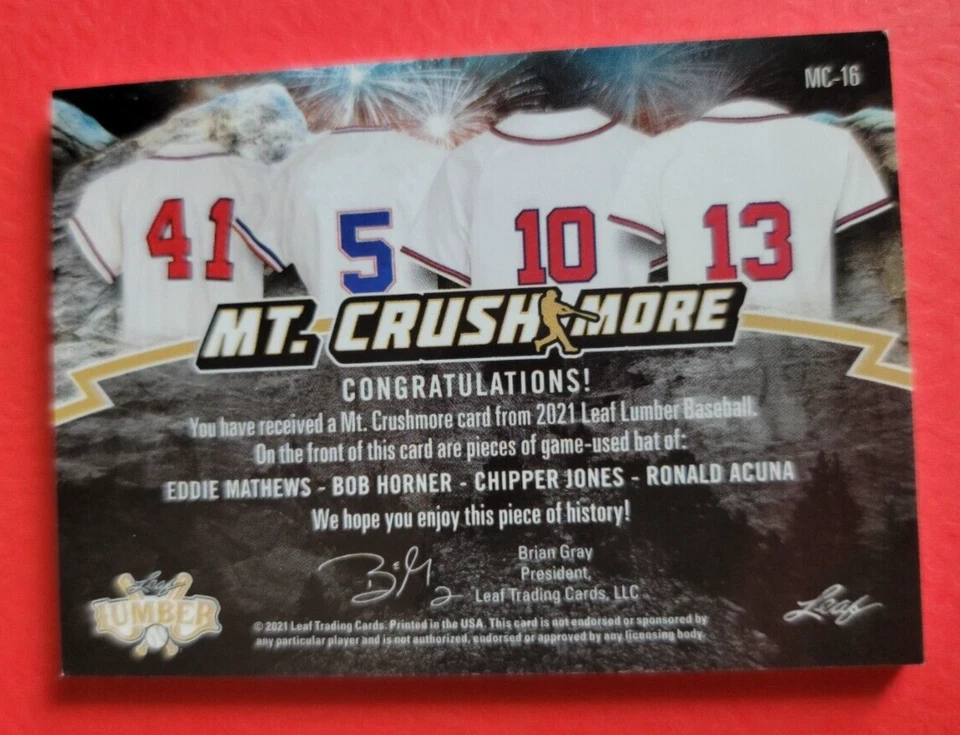 MC-16
41 5 10 13
MT. CRUSHMORE
CONGRATULATIONS!
You have received a Mt. Crushmore card from 2021 Leaf Lumber Baseball.
On the front of this card are pieces of game-used bat of:
EDDIE MATHEWS - BOB HORNER - CHIPPER JONES - RONALD ACUNA
We hope you enjoy this piece of history!
Brian Gray
President,
Leaf Trading Cards, LLC
Leaf
LUMBER
Leaf
© 2021 Leaf Trading Cards. Printed in the USA. This card is not endorsed or sponsored by
any particular player and is not authorized, endorsed or approved by any licensing body.